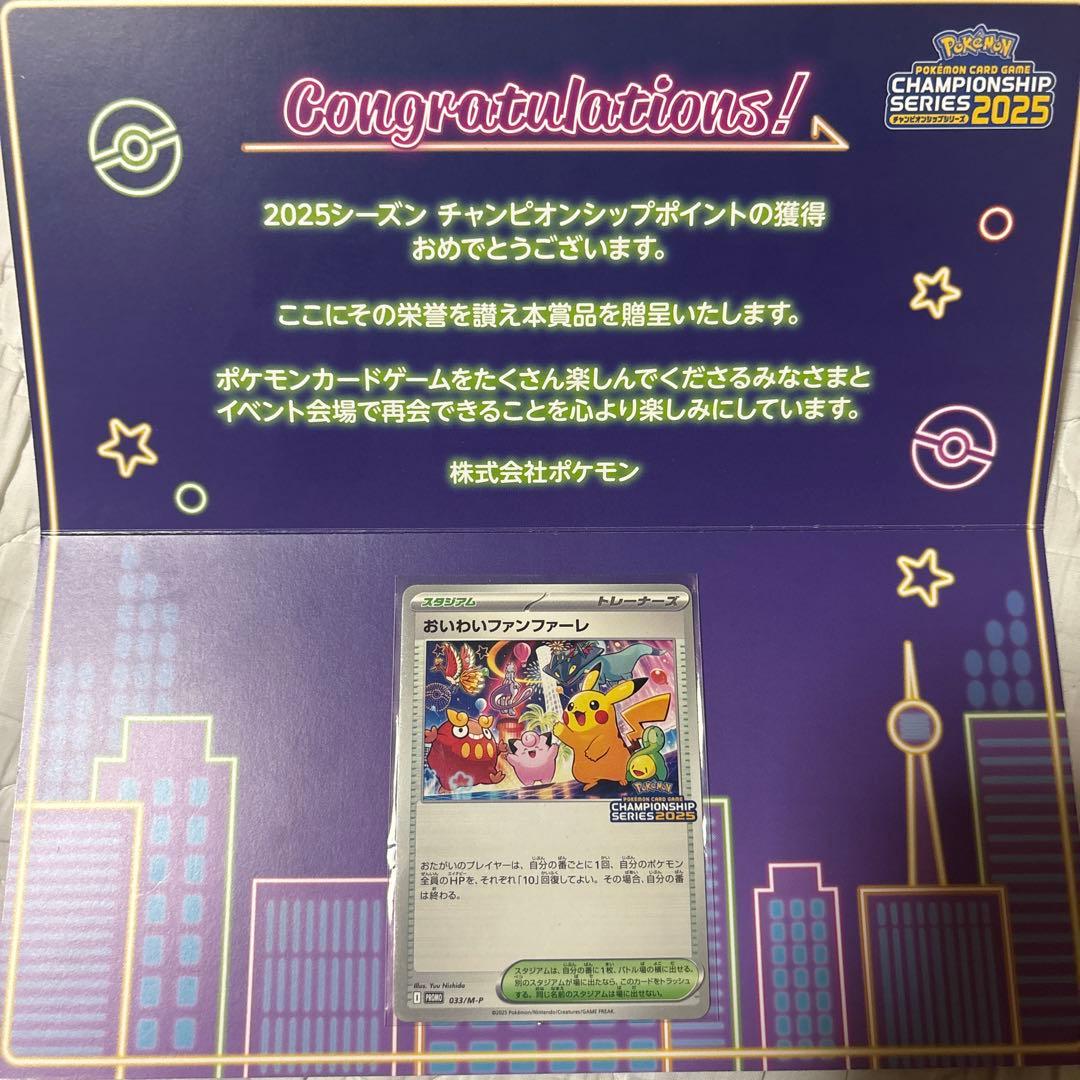 Congratulations!
Pokémon
POKÉMON CARD GAME
CHAMPIONSHIP
SERIES 2025
チャンピオンシップシリーズ
2025シーズン チャンピオンシップポイントの獲得
おめでとうございます。
ここにその栄誉を讃え本賞品を贈呈いたします。
ポケモンカードゲームをたくさん楽しんでくださるみなさまと
イベント会場で再会できることを心より楽しみにしています。
株式会社ポケモン
スタジアム
トレーナーズ
おいわいファンファーレ
Pokémon
POKÉMON CARD GAME
CHAMPIONSHIP
SERIES 2025
おたがいのプレイヤーは、自分の番ごとに1回、自分のポケモン
全員のHPを、それぞれ「10」回復してよい。その場合、自分の番
は終わる。
スタジアムは、自分の番に1枚、バトル場の横に出せる。
別のスタジアムが場に出たなら、このカードをトラッシュ
する。同じ名前のスタジアムは場に出せない。
Illus. Yuu Nishida
I PROMO 033/M-P
©2025 Pokémon/Nintendo/Creatures/GAME FREAK.